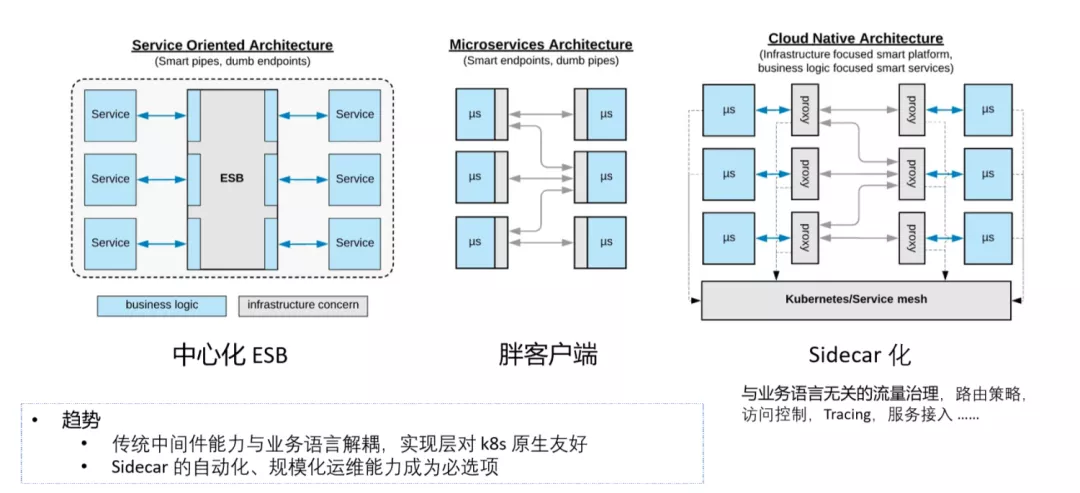 Service Oriented Architecture
(Smart pipes, dumb endpoints)
Service
Service
ESB
Service
Service
Service
Service
business logic
infrastructure concern
中心化 ESB
Microservices Architecture
(Smart endpoints, dumb pipes)
µs
µs
µs
µs
µs
µs
胖客户端
Cloud Native Architecture
(Infrastructure focused smart platform,
business logic focused smart services)
µs
proxy
proxy
µs
µs
proxy
proxy
µs
µs
proxy
proxy
µs
Kubernetes/Service mesh
Sidecar 化
与业务语言无关的流量治理，路由策略，
访问控制，Tracing，服务接入 ......
• 趋势
• 传统中间件能力与业务语言解耦，实现层对 k8s 原生友好
• Sidecar 的自动化、规模化运维能力成为必选项